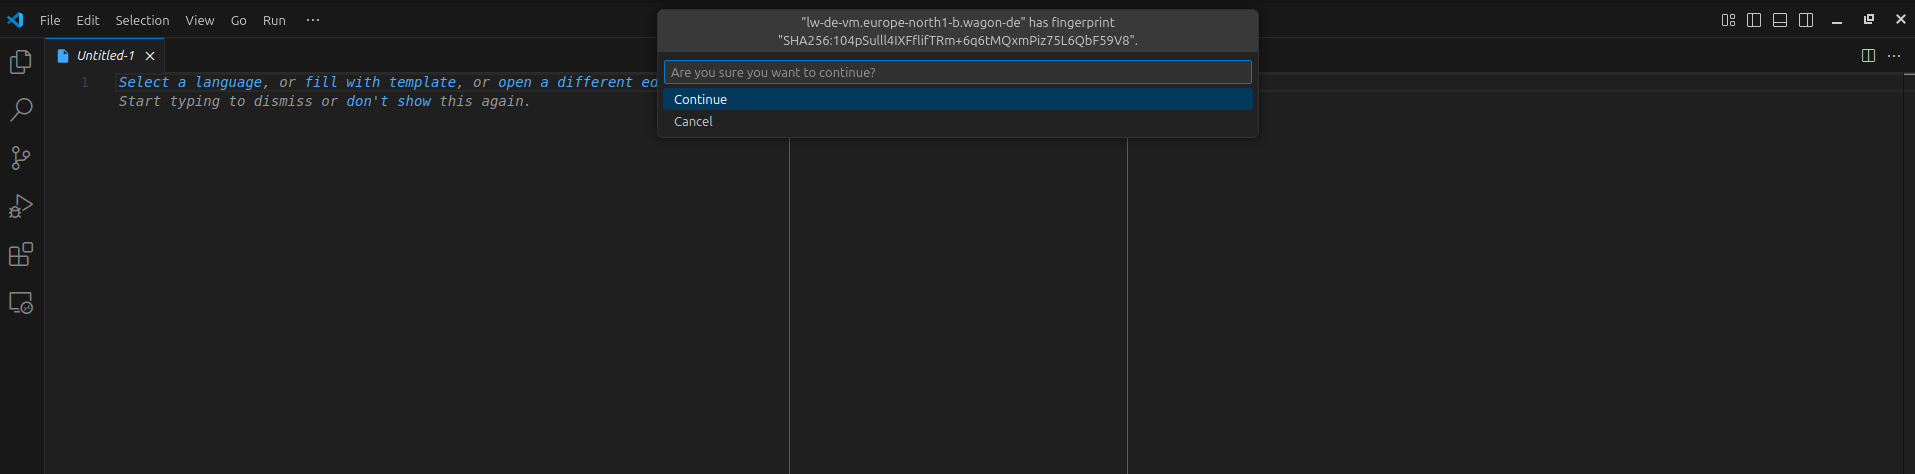 File Edit Selection View Go Run ···
"lw-de-vm.europe-north1-b.wagon-de" has fingerprint
"SHA256:104pSulll4IXFflifTRm+6q6tMQxmPiz75L6QbF59V8".
Are you sure you want to continue?
Continue
Cancel
Untitled-1
1 Select a language, or fill with template, or open a different ed
Start typing to dismiss or don't show this again.